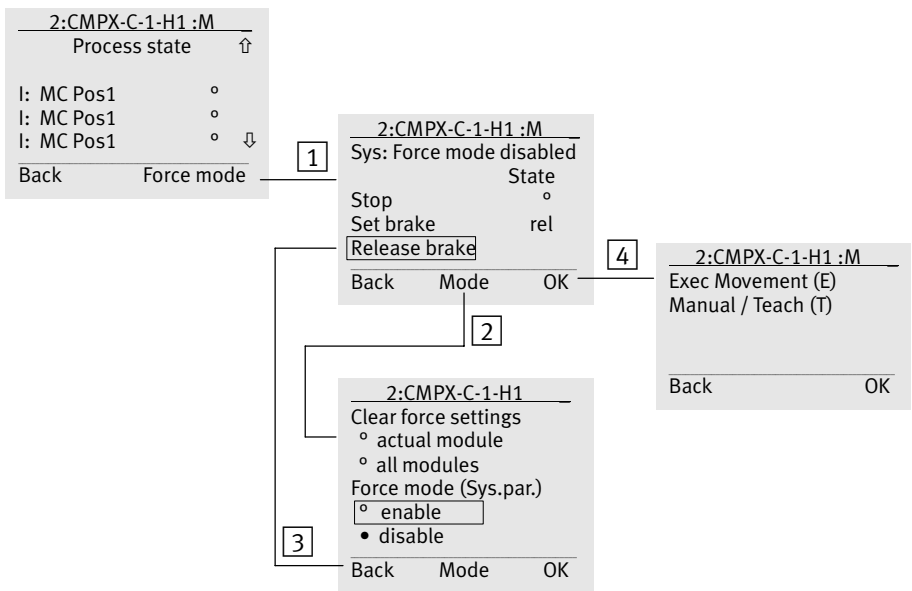 2:CMPX-C-1-H1 :M _
Process state ⇧
I: MC Pos1 °
I: MC Pos1 °
I: MC Pos1 ° ⇩
Back Force mode
1
2:CMPX-C-1-H1 :M _
Sys: Force mode disabled
State
Stop °
Set brake rel
Release brake
Back Mode OK
2
4
2:CMPX-C-1-H1 :M _
Exec Movement (E)
Manual / Teach (T)
Back OK
2:CMPX-C-1-H1 _
Clear force settings
° actual module
° all modules
Force mode (Sys.par.)
° enable
• disable
Back Mode OK
3